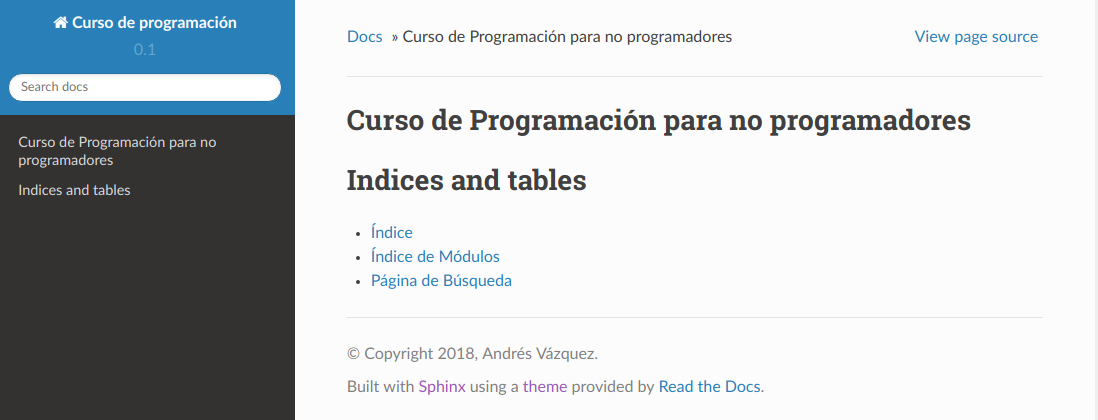 Curso de programación
0.1
Search docs
Curso de Programación para no
programadores
Indices and tables
Docs » Curso de Programación para no programadores
View page source
Curso de Programación para no programadores
Indices and tables
Índice
Índice de Módulos
Página de Búsqueda
© Copyright 2018, Andrés Vázquez.
Built with Sphinx using a theme provided by Read the Docs.